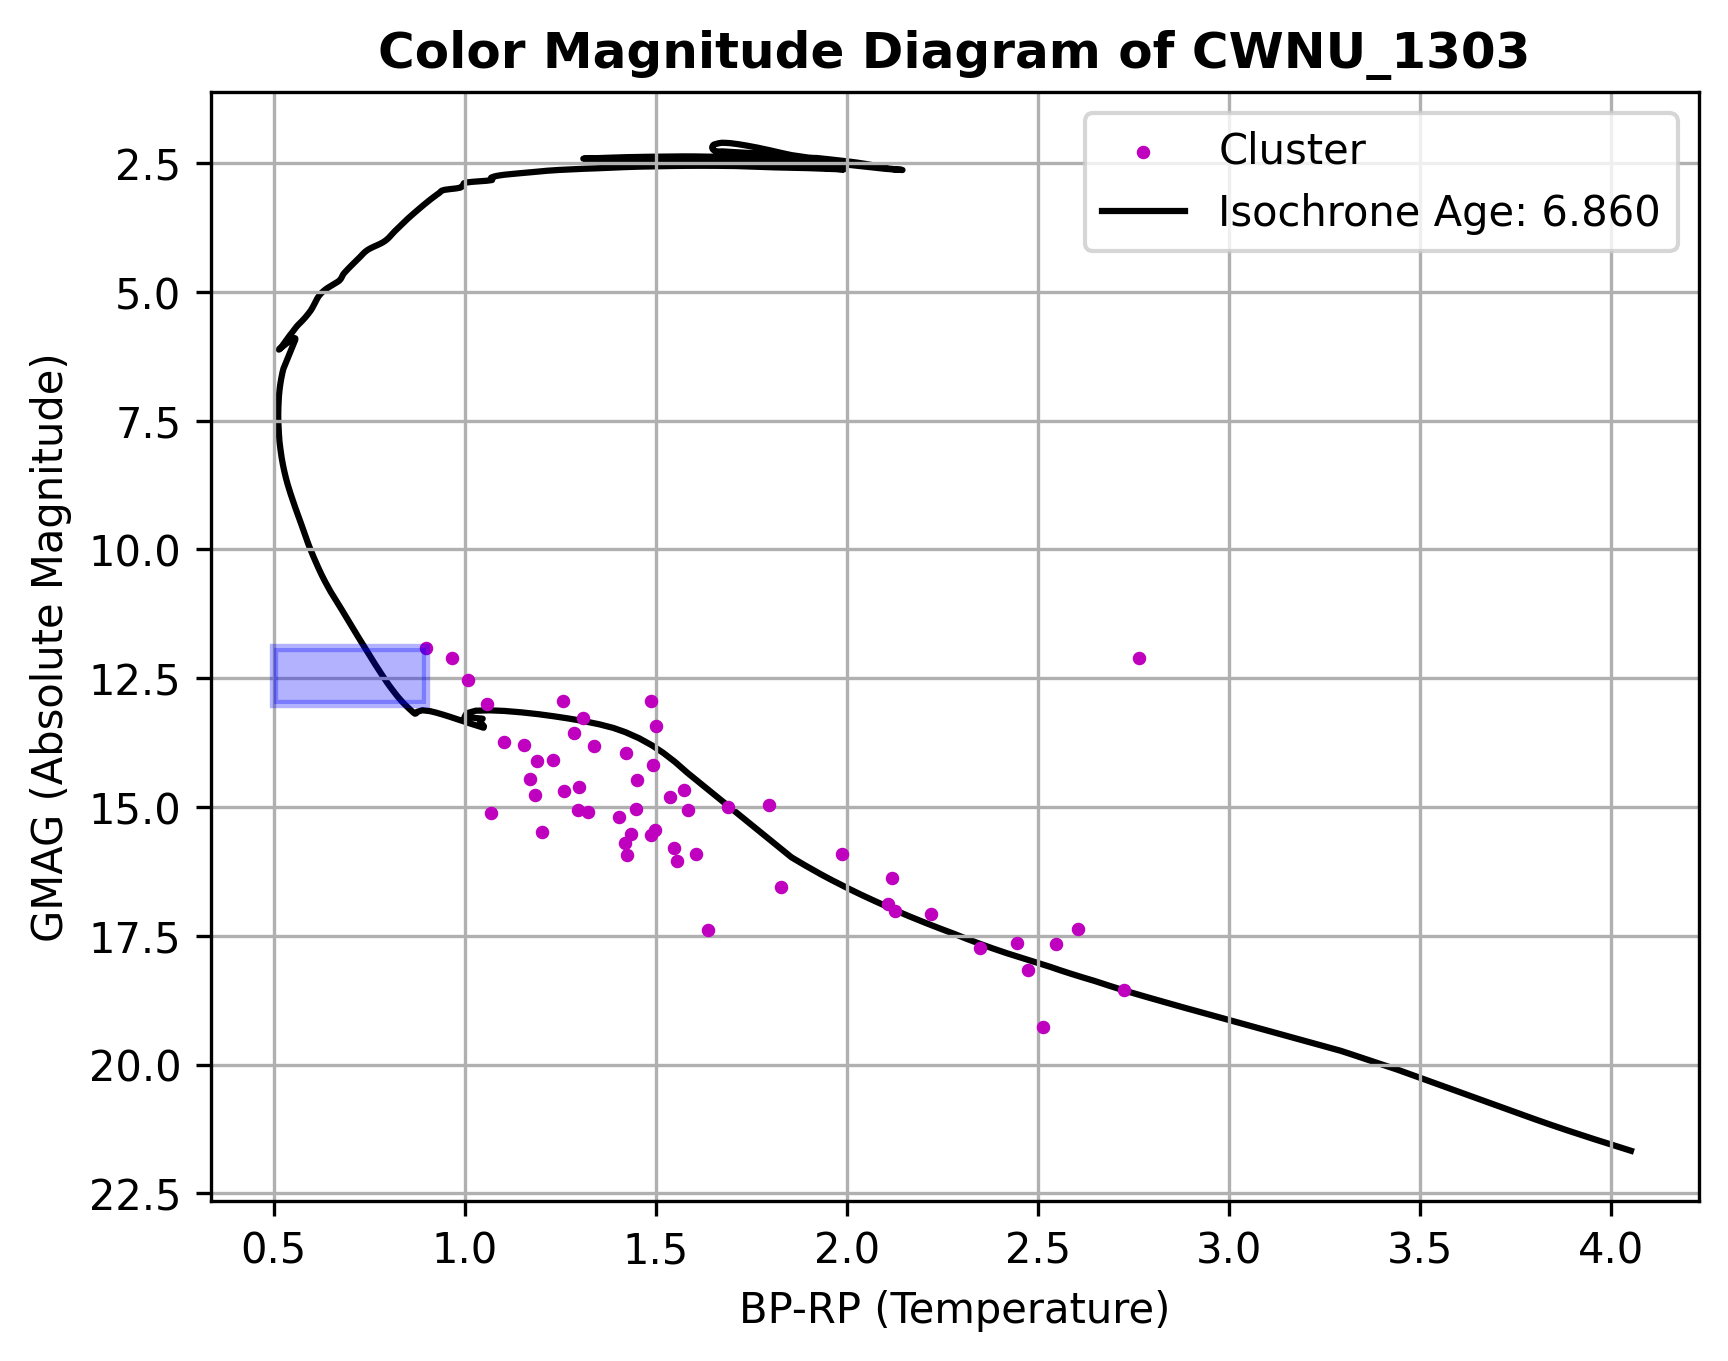 Color Magnitude Diagram of CWNU_1303
Cluster
Isochrone Age: 6.860
GMAG (Absolute Magnitude)
2.5
5.0
7.5
10.0
12.5
15.0
17.5
20.0
22.5
0.5 1.0 1.5 2.0 2.5 3.0 3.5 4.0
BP-RP (Temperature)